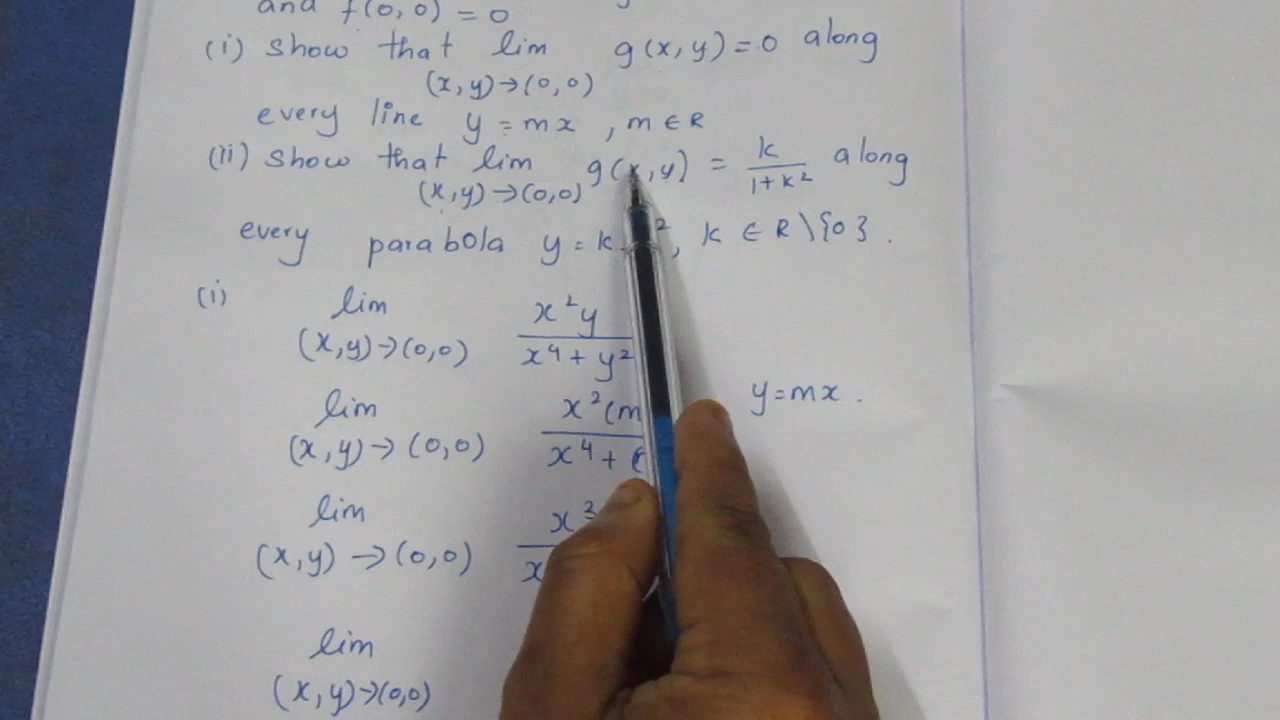 and f(0,0) = 0
(i) Show that lim g(x,y) = 0 along
(x,y)→(0,0)
every line y = mx , m ∈ R
(ii) Show that lim g(x,y) = k/(1+k²) along
(x,y)→(0,0)
every parabola y = k ², k ∈ R\{0}.
(i) lim x²y / x⁴ + y²
(x,y)→(0,0)
lim x²(m / x⁴ + ( y = mx .
(x,y)→(0,0)
lim x³ / x
(x,y)→(0,0)
lim
(x,y)→(0,0)